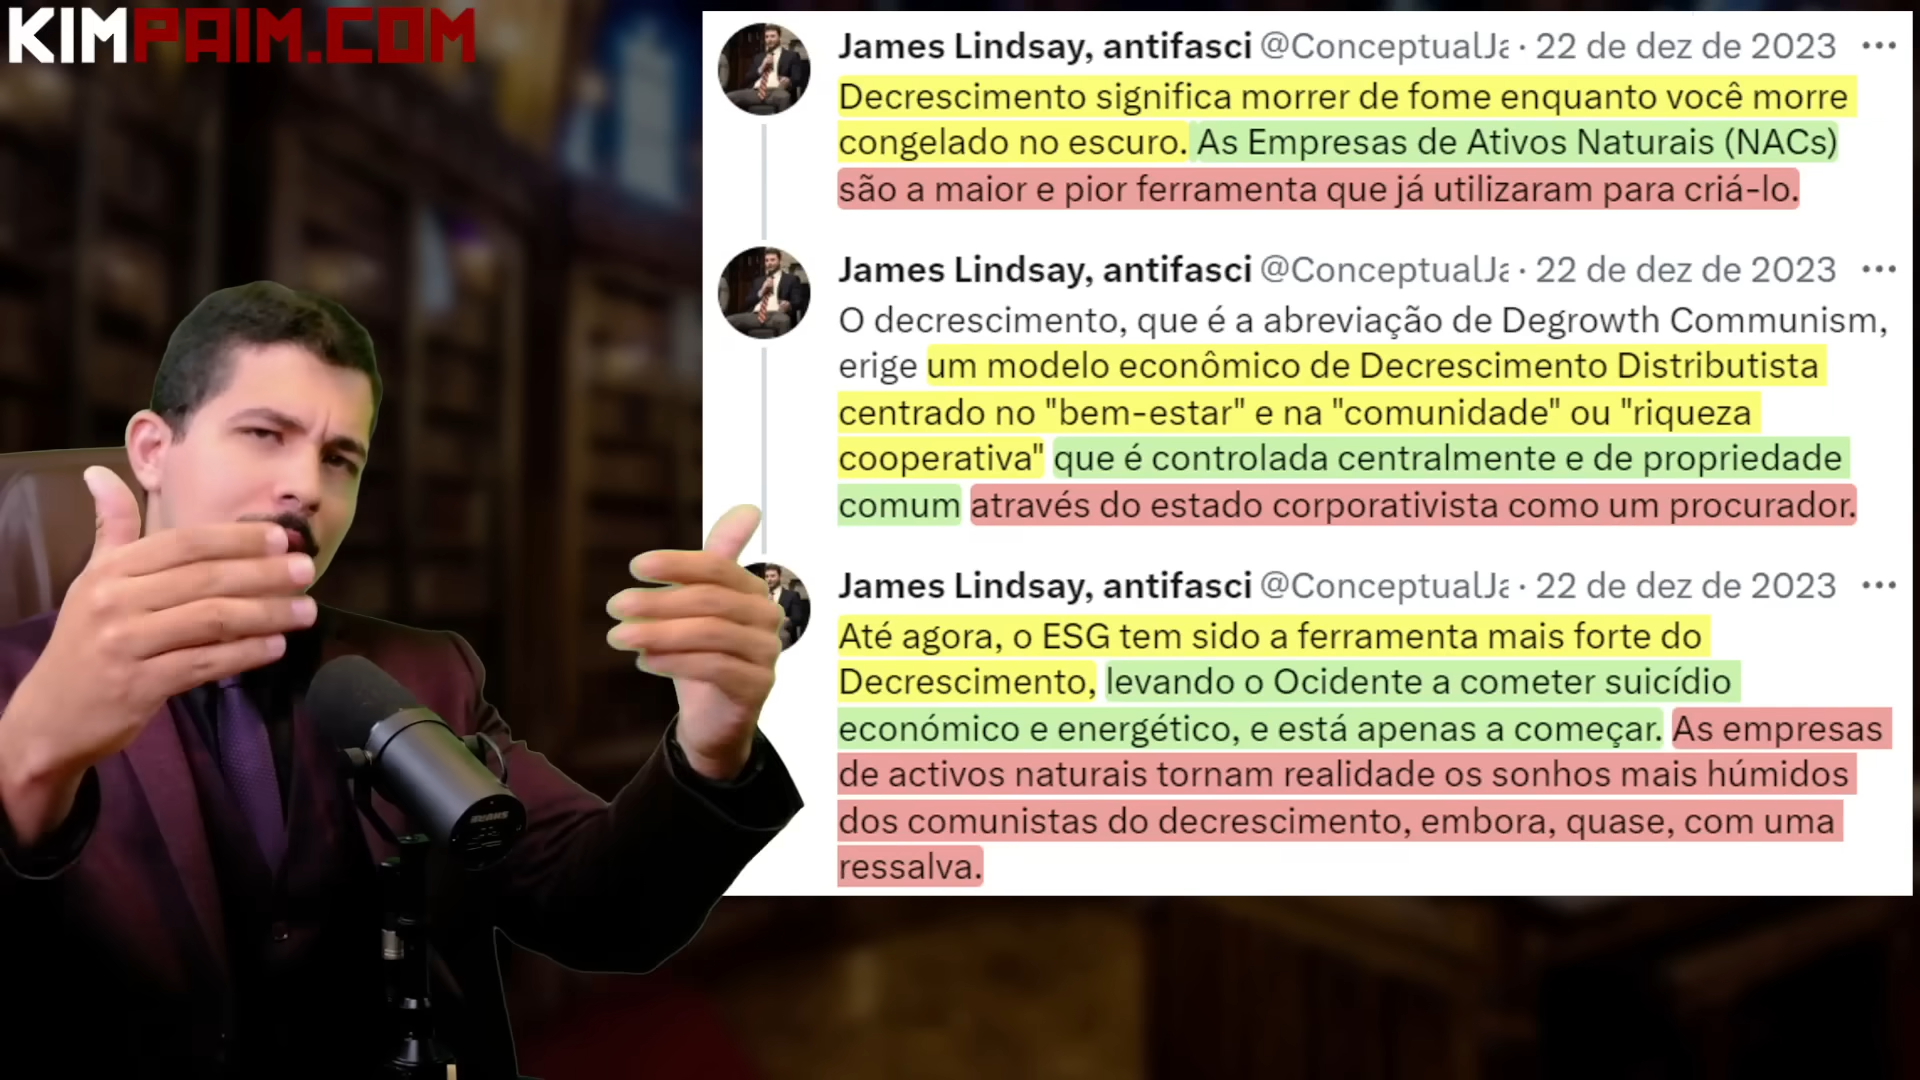 KIMPAIM.COM
James Lindsay, antifasci @ConceptualJa · 22 de dez de 2023
Decrescimento significa morrer de fome enquanto você morre
congelado no escuro. As Empresas de Ativos Naturais (NACs)
são a maior e pior ferramenta que já utilizaram para criá-lo.
James Lindsay, antifasci @ConceptualJa · 22 de dez de 2023
O decrescimento, que é a abreviação de Degrowth Communism,
erige um modelo econômico de Decrescimento Distributista
centrado no "bem-estar" e na "comunidade" ou "riqueza
cooperativa" que é controlada centralmente e de propriedade
comum através do estado corporativista como um procurador.
James Lindsay, antifasci @ConceptualJa · 22 de dez de 2023
Até agora, o ESG tem sido a ferramenta mais forte do
Decrescimento, levando o Ocidente a cometer suicídio
económico e energético, e está apenas a começar. As empresas
de activos naturais tornam realidade os sonhos mais húmidos
dos comunistas do decrescimento, embora, quase, com uma
ressalva.